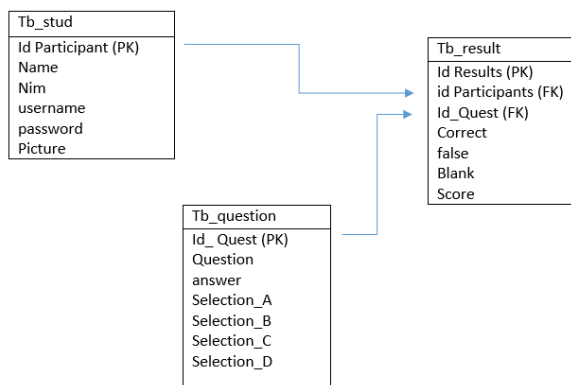 Tb_stud
Id Participant (PK)
Name
Nim
username
password
Picture
Tb_result
Id Results (PK)
id Participants (FK)
Id_Quest (FK)
Correct
false
Blank
Score
Tb_question
Id_ Quest (PK)
Question
answer
Selection_A
Selection_B
Selection_C
Selection_D